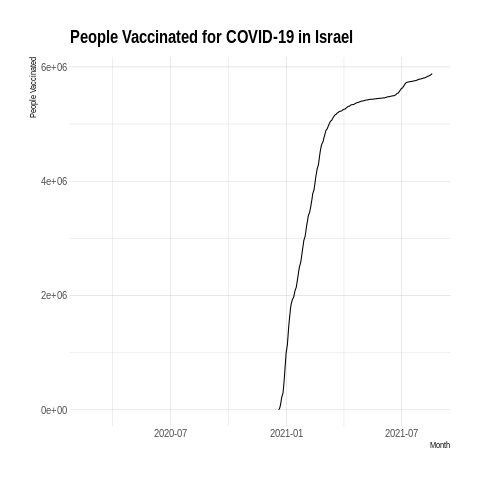 People Vaccinated for COVID-19 in Israel
People Vaccinated
6e+06
4e+06
2e+06
0e+00
2020-07
2021-01
2021-07
Month